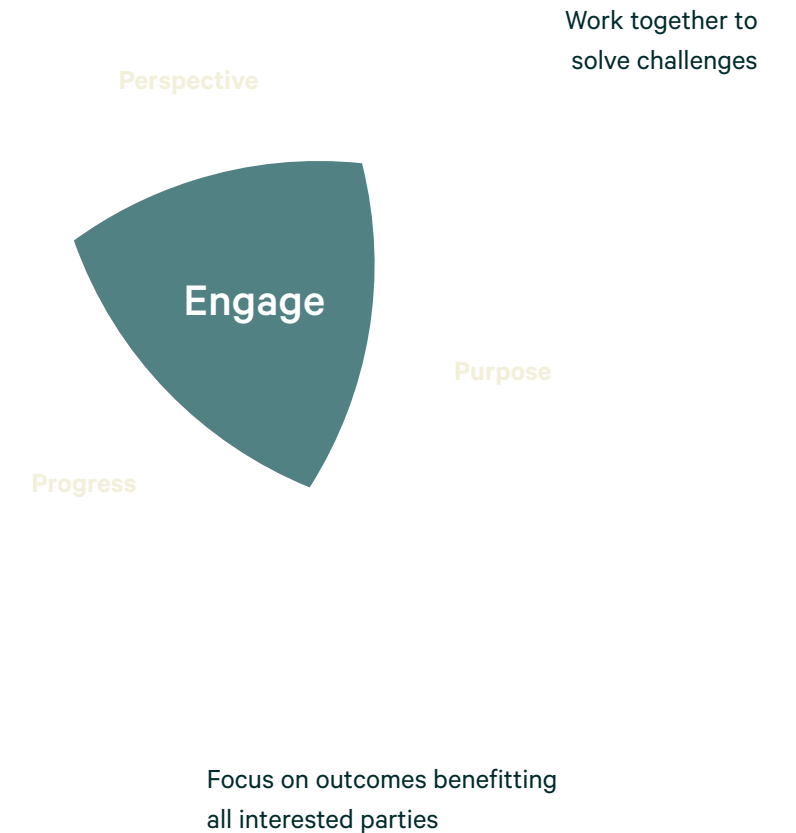 Work together to
solve challenges
Perspective
Engage
Purpose
Progress
Focus on outcomes benefitting
all interested parties